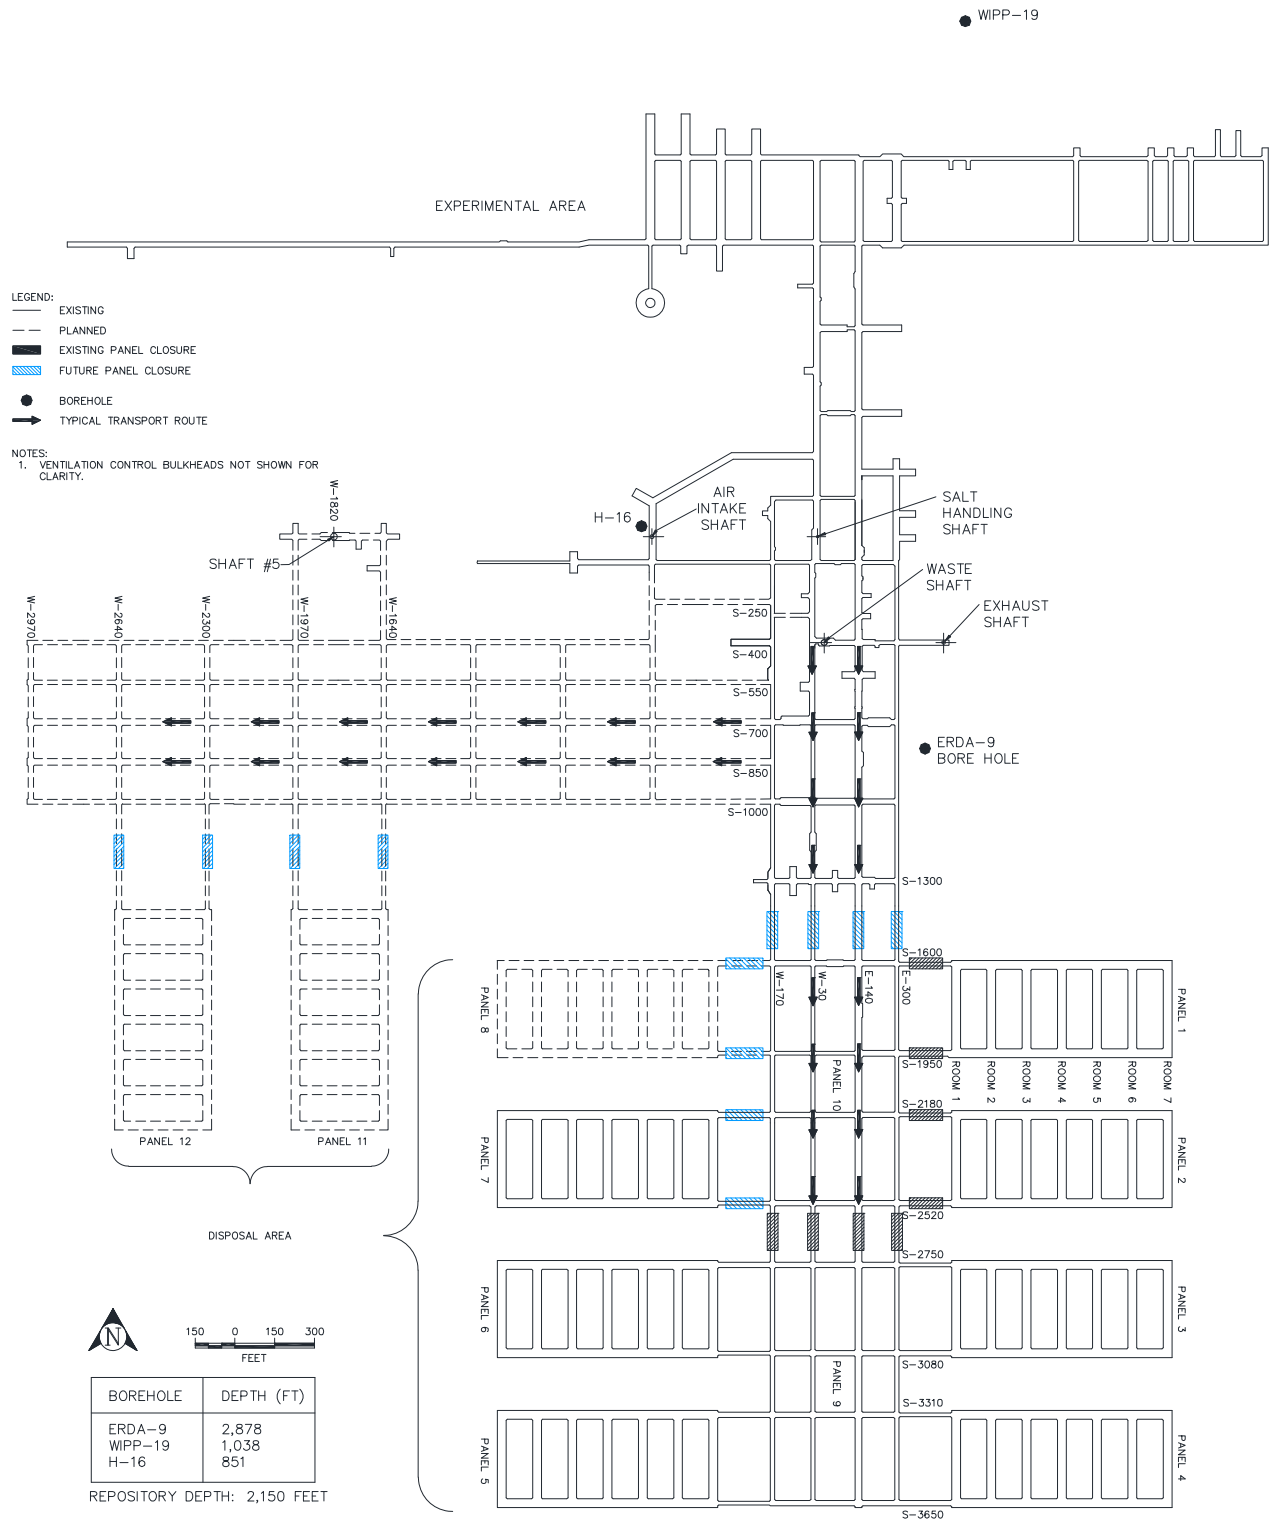 WIPP-19
EXPERIMENTAL AREA
LEGEND:
EXISTING
PLANNED
EXISTING PANEL CLOSURE
FUTURE PANEL CLOSURE
BOREHOLE
TYPICAL TRANSPORT ROUTE
NOTES:
1. VENTILATION CONTROL BULKHEADS NOT SHOWN FOR
CLARITY.
W-1820
H-16
AIR
INTAKE
SHAFT
SALT
HANDLING
SHAFT
SHAFT #5
WASTE
SHAFT
EXHAUST
SHAFT
W-2970
W-2640
W-2300
W-1970
W-1640
S-250
S-400
S-550
S-700
S-850
S-1000
ERDA-9
BORE HOLE
S-1300
S-1600
W-170
W-30
E-140
E-300
PANEL 8
PANEL 1
S-1950
PANEL 10
ROOM 1
ROOM 2
ROOM 3
ROOM 4
ROOM 5
ROOM 6
ROOM 7
S-2180
PANEL 12
PANEL 11
PANEL 7
PANEL 2
S-2520
DISPOSAL AREA
S-2750
PANEL 6
PANEL 3
S-3080
PANEL 9
S-3310
PANEL 5
PANEL 4
S-3650
N
150 0 150 300
FEET
BOREHOLE DEPTH (FT)
ERDA-9 2,878
WIPP-19 1,038
H-16 851
REPOSITORY DEPTH: 2,150 FEET